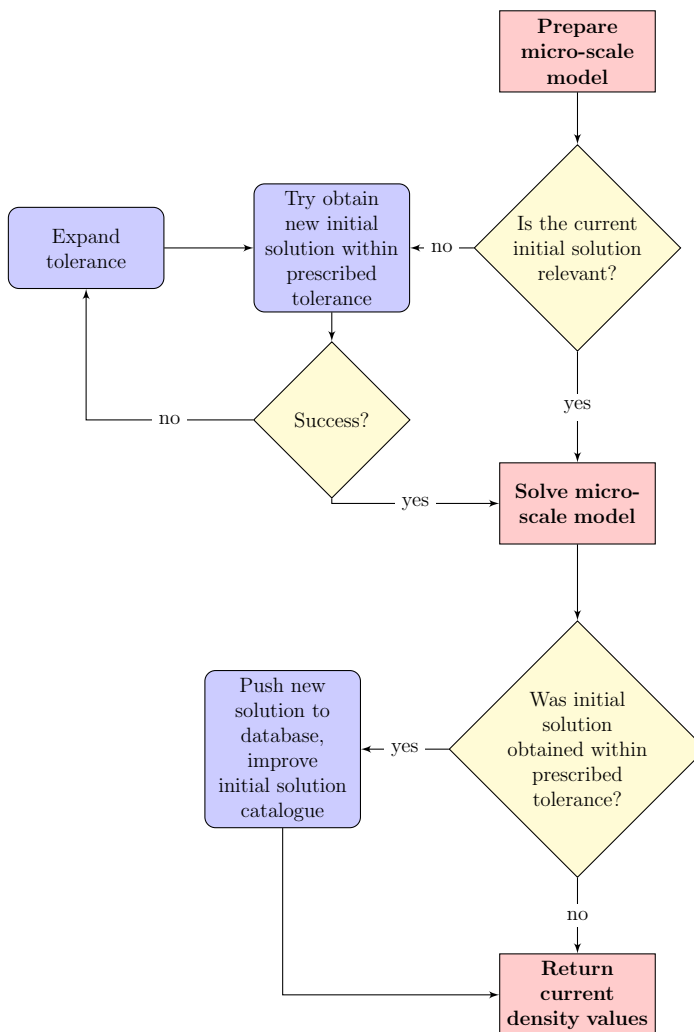 Prepare
micro-scale
model
Is the current
initial solution
relevant?
no
Try obtain
new initial
solution within
prescribed
tolerance
Expand
tolerance
Success?
no
yes
yes
Solve micro-
scale model
Was initial
solution
obtained within
prescribed
tolerance?
yes
Push new
solution to
database,
improve
initial solution
catalogue
no
Return
current
density values